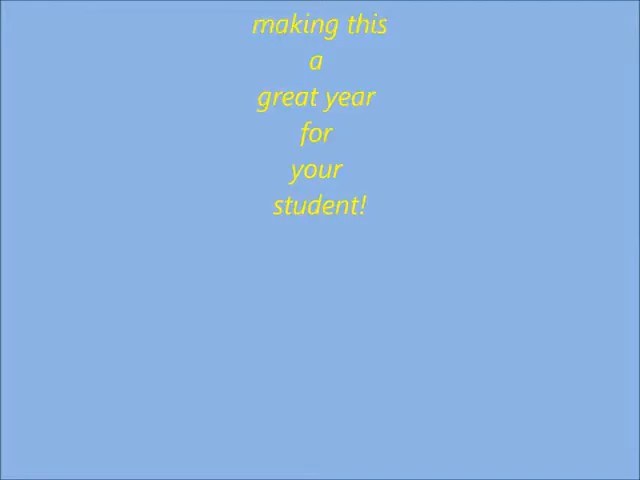 making this
a
great year
for
your
student!